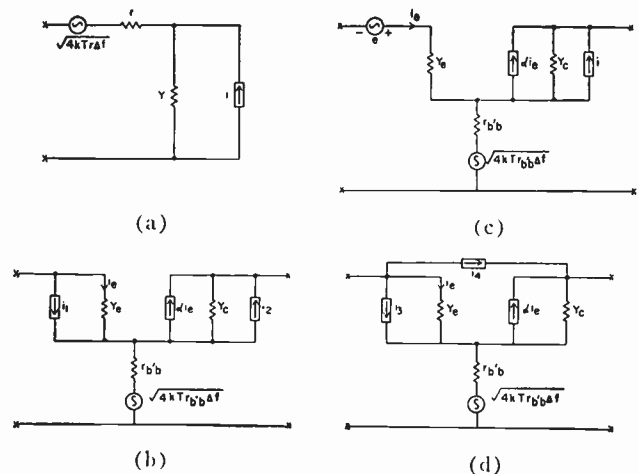 r
√4kTrΔf
Y
i
(a)
ie
− e +
Ye
αie
Yc
i
rb'b
√4kTrb'bΔf
(c)
i1
ie
Ye
αie
Yc
i2
rb'b
√4kTrb'bΔf
(b)
i4
i3
ie
Ye
αie
Yc
rb'b
√4kTrb'bΔf
(d)